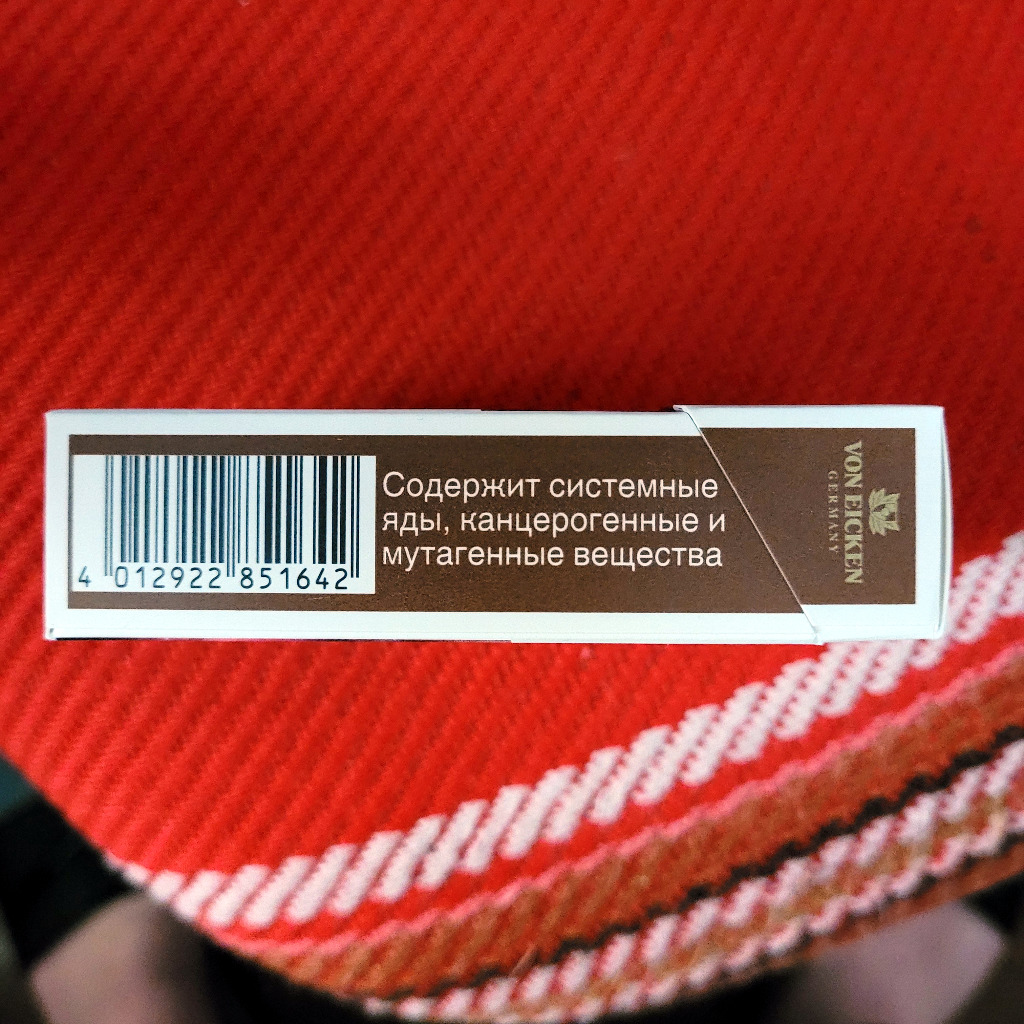 Содержит системные
яды, канцерогенные и
мутагенные вещества
4 012922 851642
VON EICKEN
GERMANY